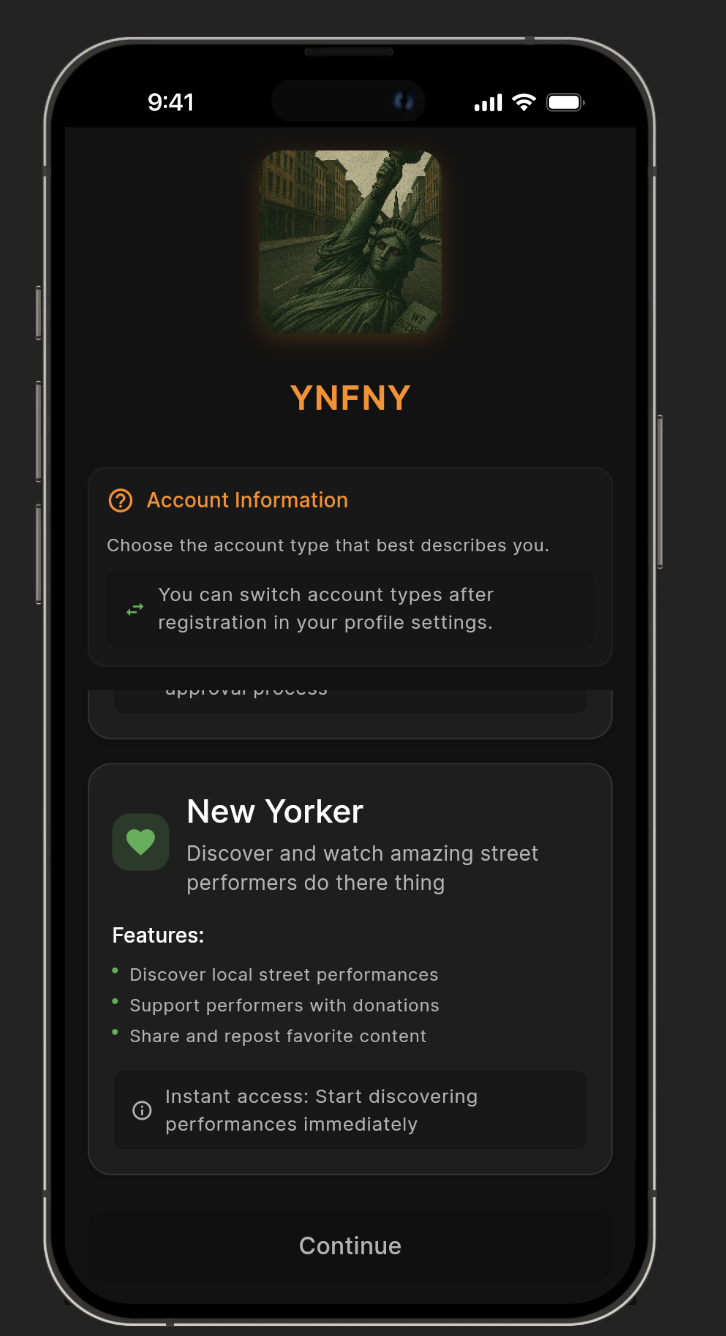 9:41
WE
YNFNY
Account Information
Choose the account type that best describes you.
You can switch account types after
registration in your profile settings.
approval process
New Yorker
Discover and watch amazing street
performers do there thing
Features:
Discover local street performances
Support performers with donations
Share and repost favorite content
Instant access: Start discovering
performances immediately
Continue